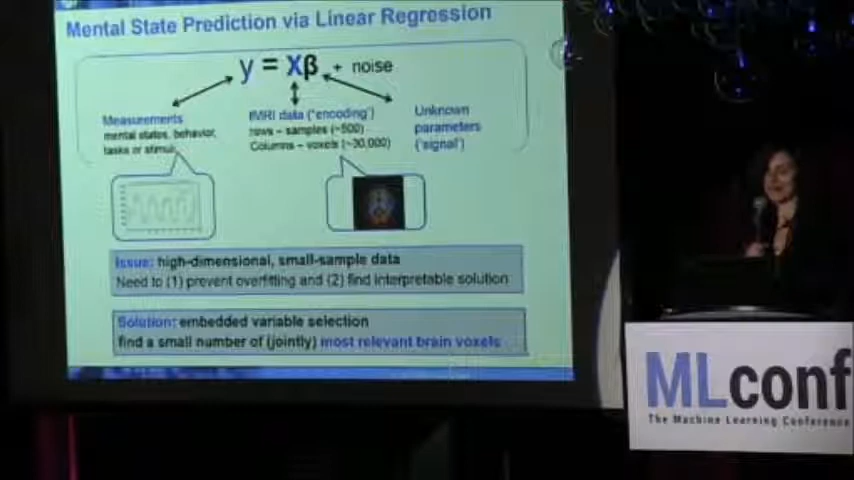 Mental State Prediction via Linear Regression
y = Xβ + noise
Measurements
mental states, behavior,
tasks or stimuli
fMRI data ("encoding")
rows – samples (~500)
Columns – voxels (~30,000)
Unknown
parameters
('signal')
Issue: high-dimensional, small-sample data
Need to (1) prevent overfitting and (2) find interpretable solution
Solution: embedded variable selection
find a small number of (jointly) most relevant brain voxels
MLconf
The Machine Learning Conference